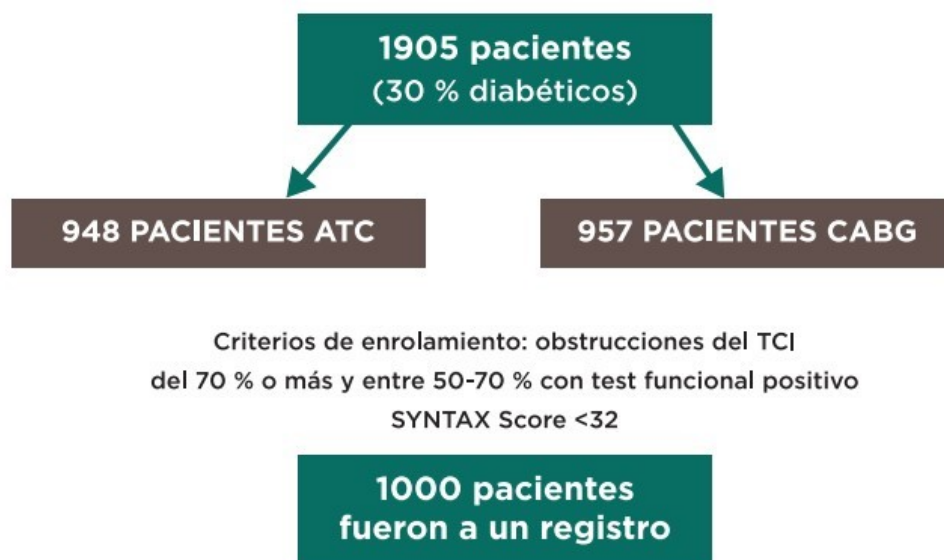 1905 pacientes
(30 % diabéticos)
948 PACIENTES ATC
957 PACIENTES CABG
Criterios de enrolamiento: obstrucciones del TCI
del 70 % o más y entre 50-70 % con test funcional positivo
SYNTAX Score <32
1000 pacientes
fueron a un registro